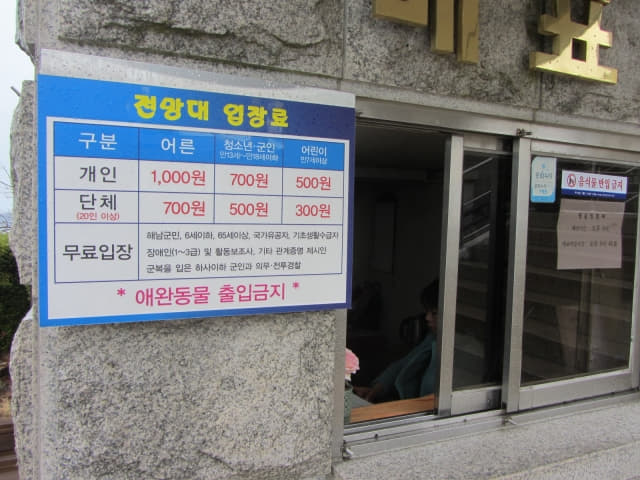 매표
전망대 입장료
구분 어른 청소년·군인 어린이
만13세~만18세이하 만7세이상
개인 1,000원 700원 500원
단체 700원 500원 300원
(20인 이상)
무료입장 해남군민, 6세이하, 65세이상, 국가유공자, 기초생활수급자
장애인(1~3급) 및 활동보조사, 기타 관계증명 제시인
군복을 입은 하사이하 군인과 의무·전투경찰
* 애완동물 출입금지 *
음식물 반입 금지